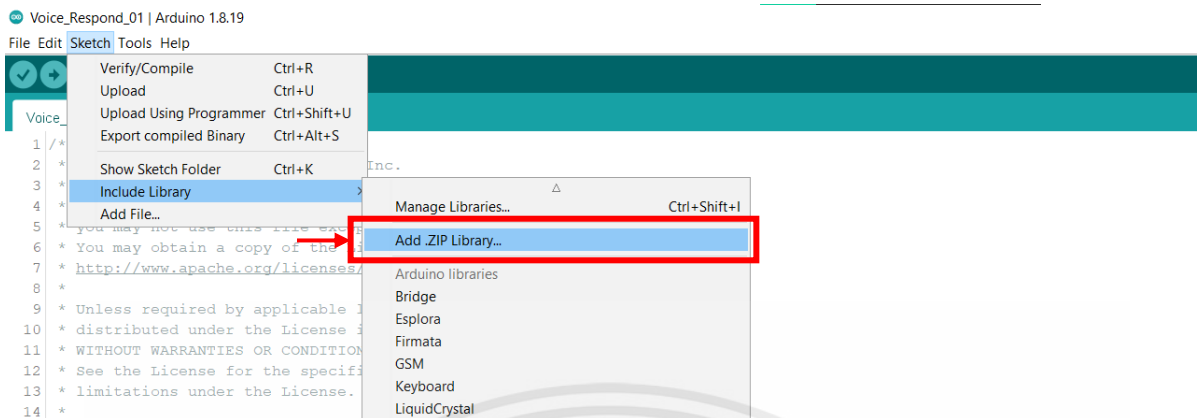 Voice_Respond_01 | Arduino 1.8.19
File Edit Sketch Tools Help
Verify/Compile Ctrl+R
Upload Ctrl+U
Upload Using Programmer Ctrl+Shift+U
Export compiled Binary Ctrl+Alt+S
Show Sketch Folder Ctrl+K
Include Library
Add File...
Manage Libraries... Ctrl+Shift+I
Add .ZIP Library...
Arduino libraries
Bridge
Esplora
Firmata
GSM
Keyboard
LiquidCrystal
Voice_
1 /*
2 * Inc.
3 *
4 *
5 * you may not use this file excep
6 * You may obtain a copy of the
7 * http://www.apache.org/licenses/
8 *
9 * Unless required by applicable
10 * distributed under the License
11 * WITHOUT WARRANTIES OR CONDITION
12 * See the License for the specifi
13 * limitations under the License.
14 *